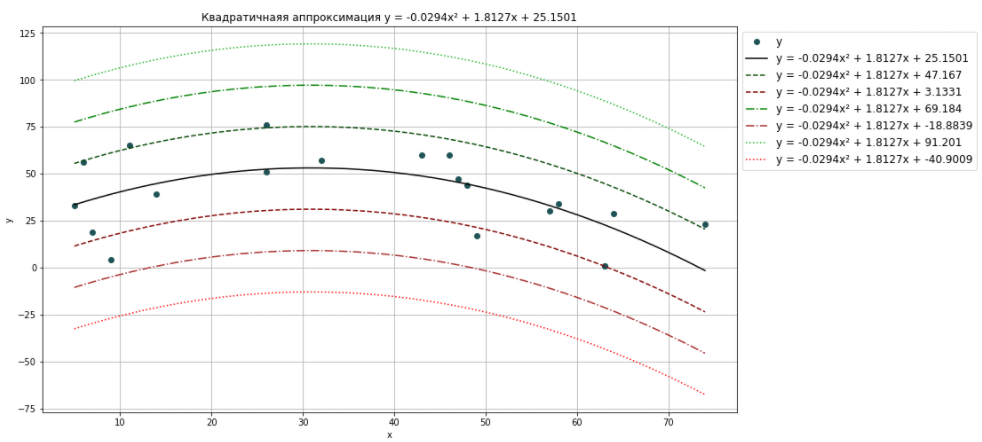 Квадратичнаяя аппроксимация y = -0.0294x² + 1.8127x + 25.1501
125
100
75
50
25
0
−25
−50
−75
y
10
20
30
40
50
60
70
x
y
y = -0.0294x² + 1.8127x + 25.1501
y = -0.0294x² + 1.8127x + 47.167
y = -0.0294x² + 1.8127x + 3.1331
y = -0.0294x² + 1.8127x + 69.184
y = -0.0294x² + 1.8127x + -18.8839
y = -0.0294x² + 1.8127x + 91.201
y = -0.0294x² + 1.8127x + -40.9009